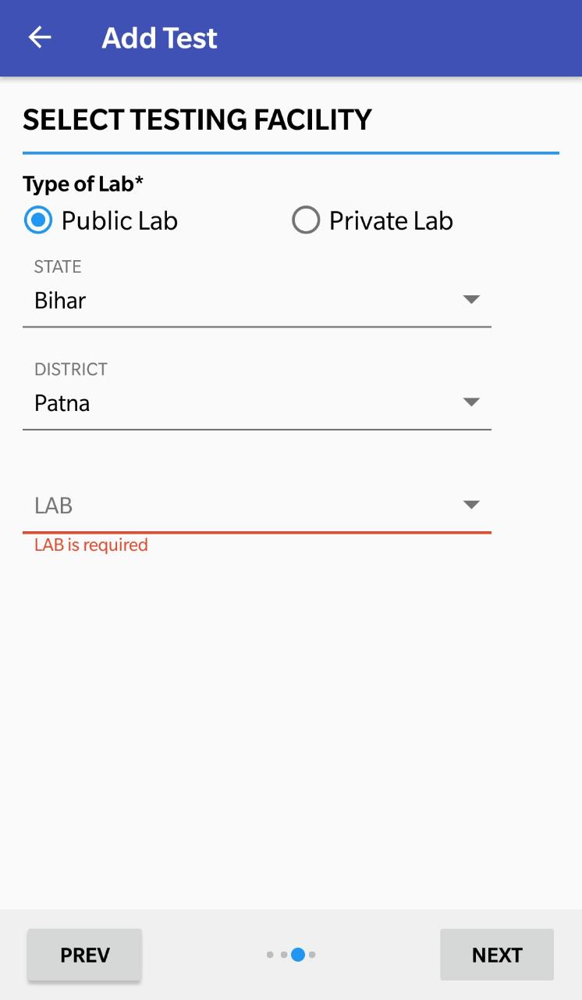 Add Test
SELECT TESTING FACILITY
Type of Lab*
Public Lab Private Lab
STATE
Bihar
DISTRICT
Patna
LAB
LAB is required
PREV NEXT